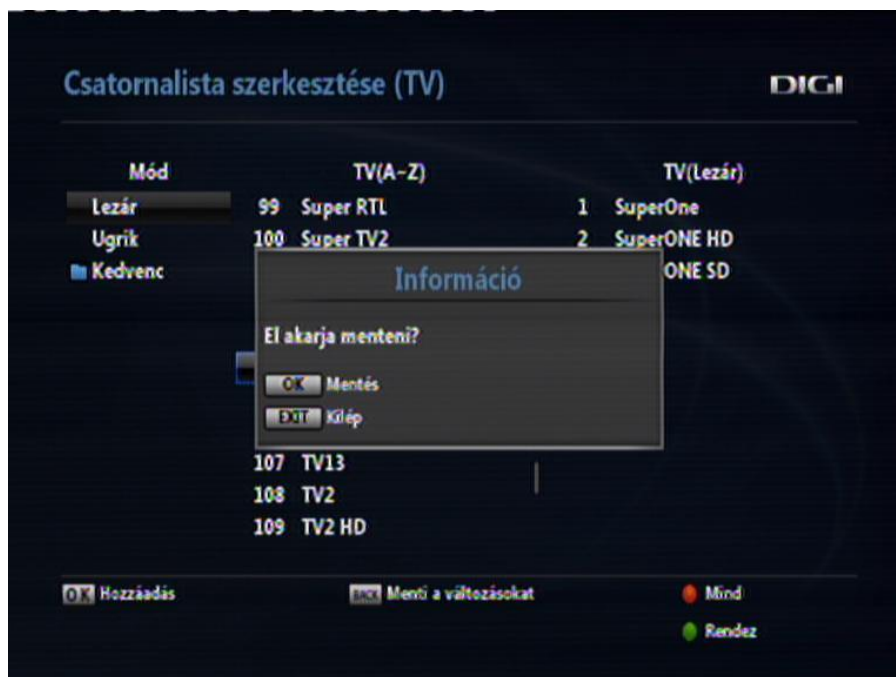 Csatornalista szerkesztése (TV)
DIGI
Mód
TV(A~Z)
TV(Lezár)
Lezár
99 Super RTL
1 SuperOne
Ugrik
100 Super TV2
2 SuperONE HD
Kedvenc
ONE SD
Információ
El akarja menteni?
OK Mentés
EXIT Kilép
107 TV13
108 TV2
109 TV2 HD
OK Hozzáadás
BACK Menti a változásokat
Mind
Rendez